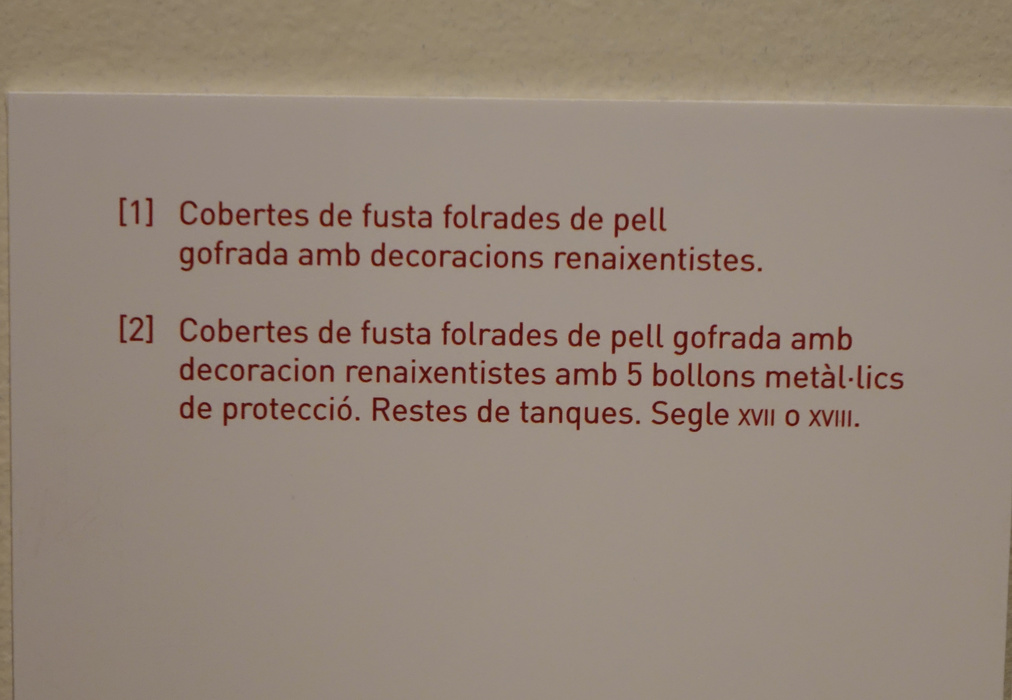 [1] Cobertes de fusta folrades de pell
gofrada amb decoracions renaixentistes.
[2] Cobertes de fusta folrades de pell gofrada amb
decoracion renaixentistes amb 5 bollons metàl·lics
de protecció. Restes de tanques. Segle XVII o XVIII.